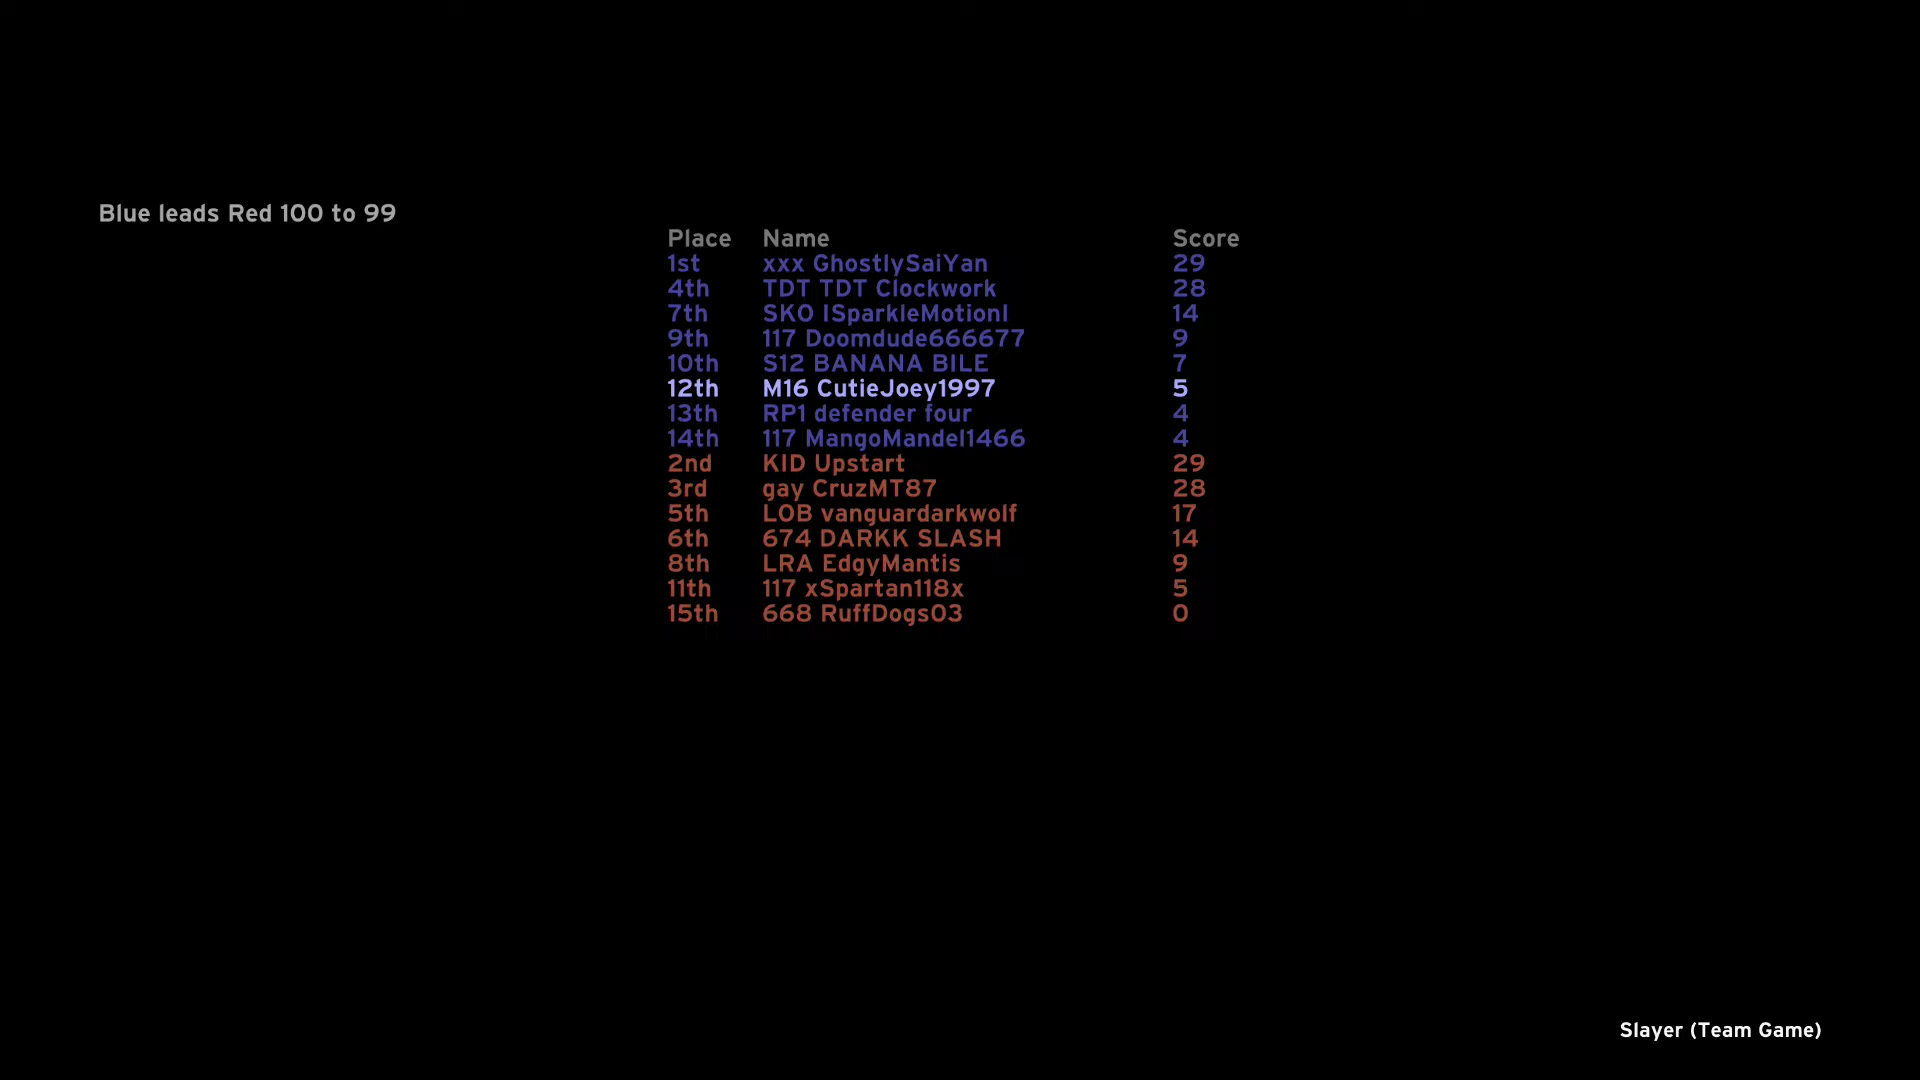 Blue leads Red 100 to 99
Place Name Score
1st xxx GhostlySaiYan 29
4th TDT TDT Clockwork 28
7th SKO ISparkleMotionI 14
9th 117 Doomdude666677 9
10th S12 BANANA BILE 7
12th M16 CutieJoey1997 5
13th RP1 defender four 4
14th 117 MangoMandel1466 4
2nd KID Upstart 29
3rd gay CruzMT87 28
5th LOB vanguardarkwolf 17
6th 674 DARKK SLASH 14
8th LRA EdgyMantis 9
11th 117 xSpartan118x 5
15th 668 RuffDogs03 0
Slayer (Team Game)